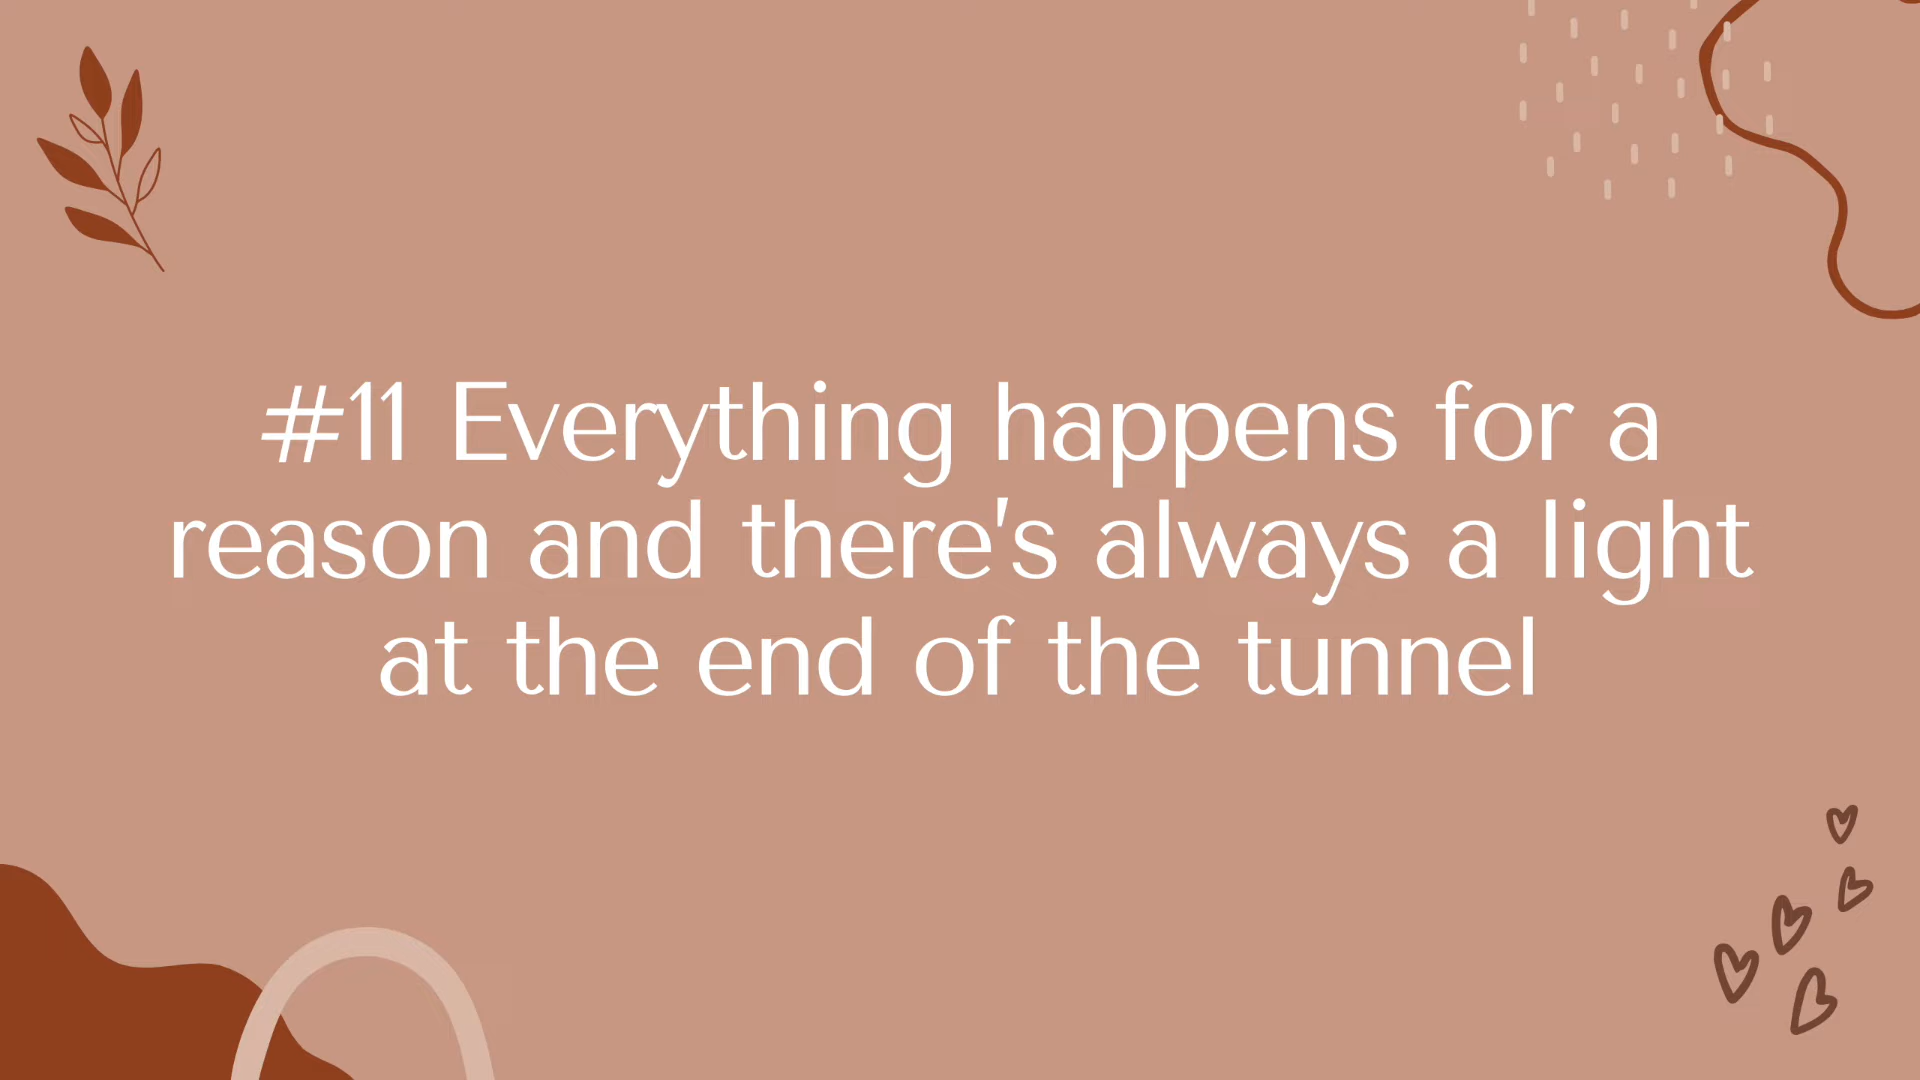 #11 Everything happens for a
reason and there's always a light
at the end of the tunnel